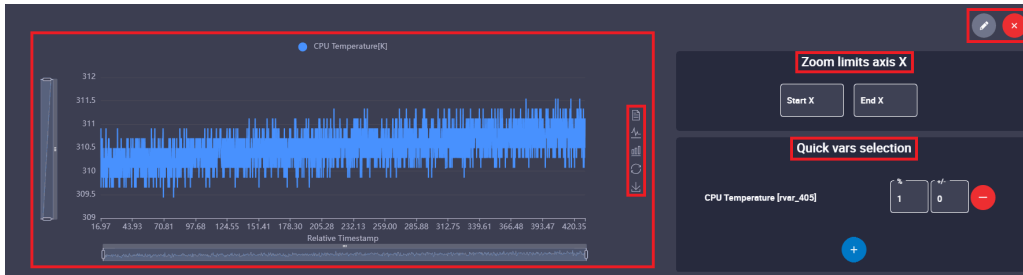 CPU Temperature[K]
312
311.5
311
310.5
310
309.5
309
16.97 43.93 70.81 97.68 124.55 151.41 178.30 205.28 232.13 259.00 285.88 312.75 339.61 366.48 393.47 420.35
Relative Timestamp
Zoom limits axis X
Start X End X
Quick vars selection
% +/-
CPU Temperature [rvar_405] 1 0